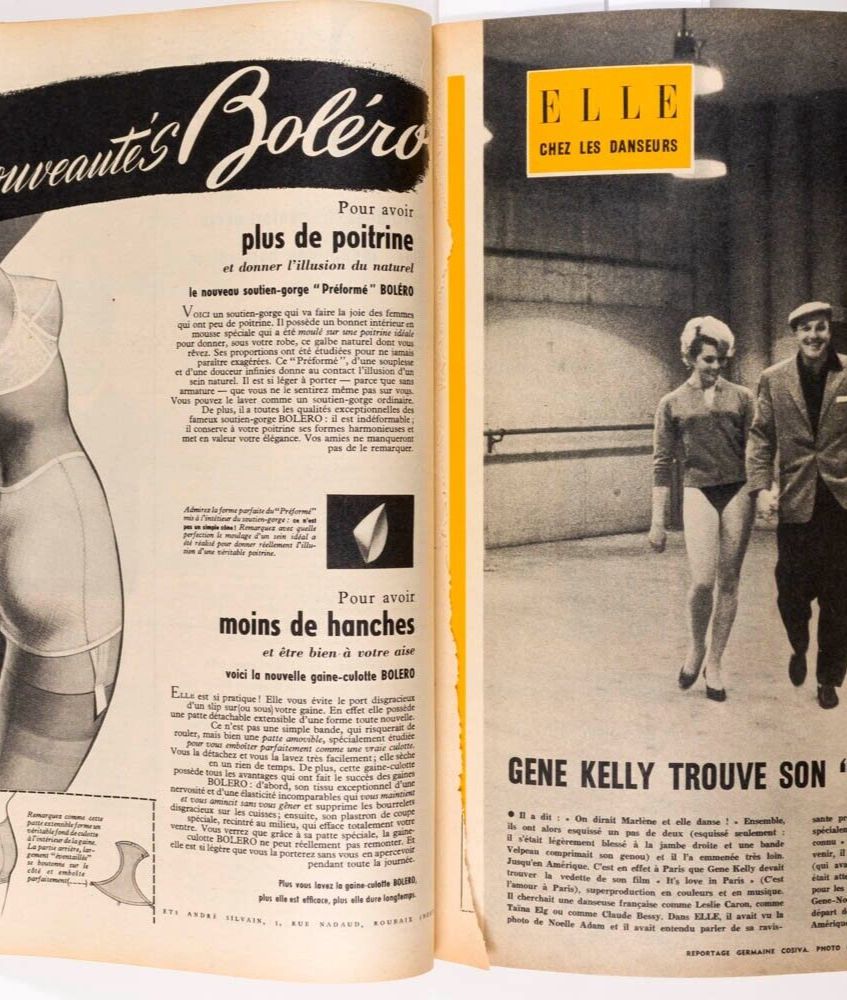 nouveautés Boléro
Pour avoir
plus de poitrine
et donner l'illusion du naturel
le nouveau soutien-gorge "Préformé" BOLÉRO
VOICI un soutien-gorge qui va faire la joie des femmes
qui ont peu de poitrine. Il possède un bonnet intérieur en
mousse spéciale qui a été moulé sur une poitrine idéale
pour donner, sous votre robe, ce galbe naturel dont vous
rêvez. Ses proportions ont été étudiées pour ne jamais
paraître exagérées. Ce "Préformé", d'une souplesse
et d'une douceur infinies donne au contact l'illusion d'un
sein naturel. Il est si léger à porter — parce que sans
armature — que vous ne le sentirez même pas sur vous.
Vous pouvez le laver comme un soutien-gorge ordinaire.
De plus, il a toutes les qualités exceptionnelles des
fameux soutien-gorge BOLERO : il est indéformable ;
il conserve à votre poitrine ses formes harmonieuses et
met en valeur votre élégance. Vos amies ne manqueront
pas de le remarquer.
Admirez la forme parfaite du "Préformé"
mis à l'intérieur du soutien-gorge : ce n'est
pas un simple cône ! Remarquez avec quelle
perfection le moulage d'un sein idéal a
été réalisé pour donner réellement l'illu-
sion d'une véritable poitrine.
Pour avoir
moins de hanches
et être bien à votre aise
voici la nouvelle gaine-culotte BOLERO
ELLE est si pratique ! Elle vous évite le port disgracieux
d'un slip sur(ou sous)votre gaine. En effet elle possède
une patte détachable extensible d'une forme toute nouvelle.
Ce n'est pas une simple bande, qui risquerait de
rouler, mais bien une patte amovible, spécialement étudiée
pour vous emboîter parfaitement comme une vraie culotte.
Vous la détachez et vous la lavez très facilement ; elle sèche
en un rien de temps. De plus, cette gaine-culotte
possède tous les avantages qui ont fait le succès des gaines
BOLERO : d'abord, son tissu exceptionnel d'une
nervosité et d'une élasticité incomparables qui vous maintient
et vous amincit sans vous gêner et supprime les bourrelets
disgracieux sur les cuisses ; ensuite, son plastron de coupe
spéciale, recintré au milieu, qui efface totalement votre
ventre. Vous verrez que grâce à sa patte spéciale, la gaine-
culotte BOLERO ne peut réellement pas remonter. Et
elle est si légère que vous la porterez sans vous en apercevoir
pendant toute la journée.
Plus vous lavez la gaine-culotte BOLERO,
plus elle est efficace, plus elle dure longtemps.
Remarquez comme cette
patte extensible forme un
véritable fond de culotte
à l'intérieur de la gaine.
La partie arrière, lar-
gement "éventaillée"
se boutonne sur le
côté et emboîte
parfaitement.
ETS ANDRÉ SILVAIN, 1, RUE NADAUD, ROUBAIX
ELLE
CHEZ LES DANSEURS
GENE KELLY TROUVE SON "
● Il a dit : « On dirait Marlène et elle danse ! » Ensemble,
ils ont alors esquissé un pas de deux (esquissé seulement :
il s'était légèrement blessé à la jambe droite et une bande
Velpeau comprimait son genou) et il l'a emmenée très loin.
Jusqu'en Amérique. C'est en effet à Paris que Gene Kelly devait
trouver la vedette de son film « It's love in Paris » (C'est
l'amour à Paris), superproduction en couleurs et en musique.
Il cherchait une danseuse française comme Leslie Caron, comme
Taïna Elg ou comme Claude Bessy. Dans ELLE, il avait vu la
photo de Noelle Adam et il avait entendu parler de sa ravis-
sante pr
spécialem
connu «
venir, il
(qui ava
était atte
pour les
Gene-No
départ d
Amérique
REPORTAGE GERMAINE COSIVA. PHOTO